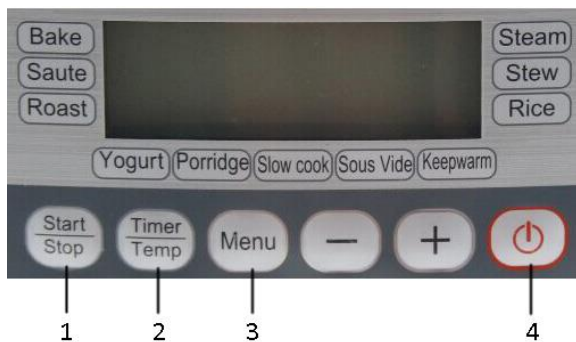 Bake
Saute
Roast
Steam
Stew
Rice
Yogurt Porridge Slow cook Sous Vide Keepwarm
Start
Stop
Timer
Temp
Menu
− +
1 2 3 4